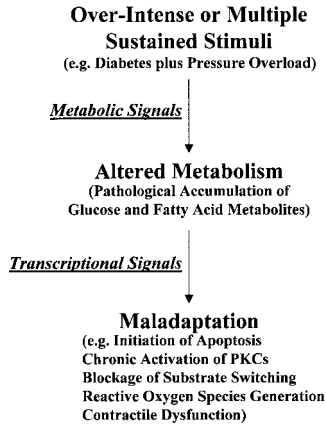 Over-Intense or Multiple
Sustained Stimuli
(e.g. Diabetes plus Pressure Overload)
Metabolic Signals
Altered Metabolism
(Pathological Accumulation of
Glucose and Fatty Acid Metabolites)
Transcriptional Signals
Maladaptation
(e.g. Initiation of Apoptosis
Chronic Activation of PKCs
Blockage of Substrate Switching
Reactive Oxygen Species Generation
Contractile Dysfunction)